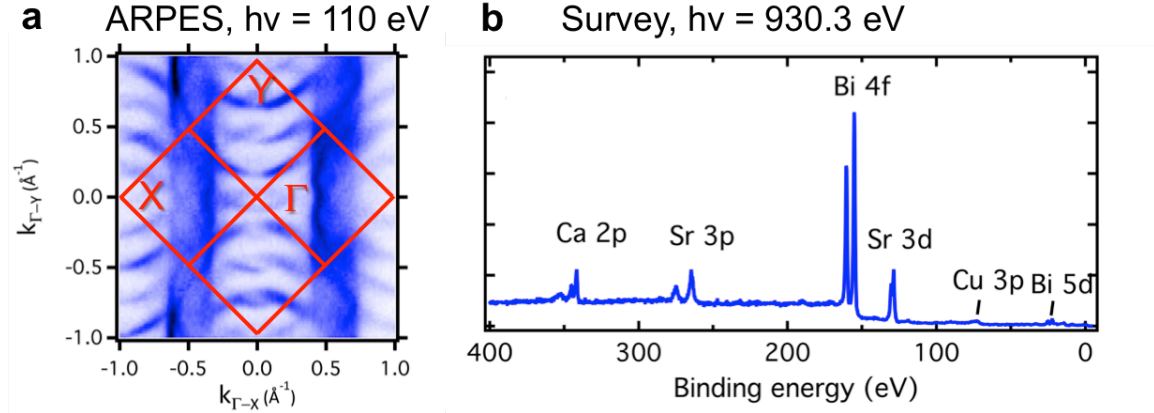 a ARPES, hν = 110 eV
1.0
0.5
0.0
-0.5
-1.0
kΓ−Y (Å-1)
Y
X
Γ
-1.0 -0.5 0.0 0.5 1.0
kΓ−X (Å-1)
b Survey, hν = 930.3 eV
Bi 4f
Ca 2p
Sr 3p
Sr 3d
Cu 3p
Bi 5d
400 300 200 100 0
Binding energy (eV)